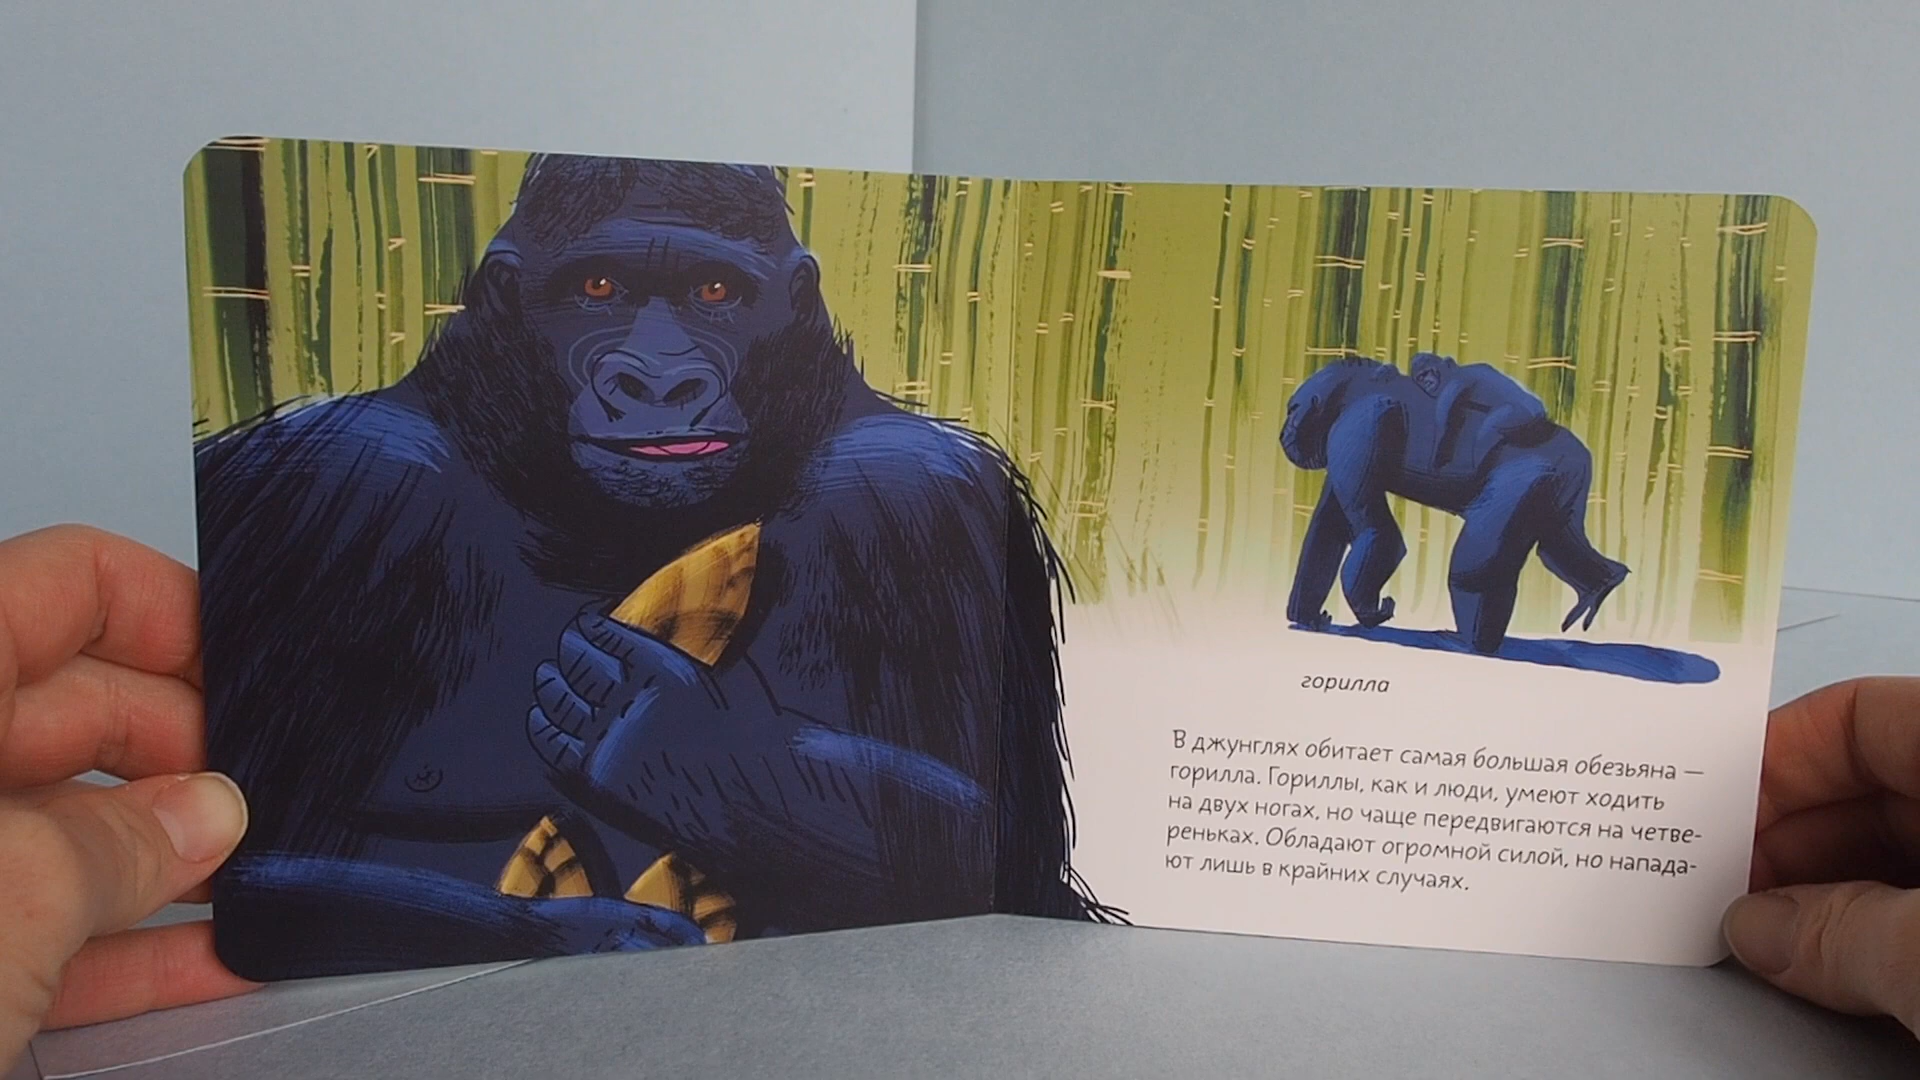 горилла
В джунглях обитает самая большая обезьяна —
горилла. Гориллы, как и люди, умеют ходить
на двух ногах, но чаще передвигаются на четве-
реньках. Обладают огромной силой, но напада-
ют лишь в крайних случаях.